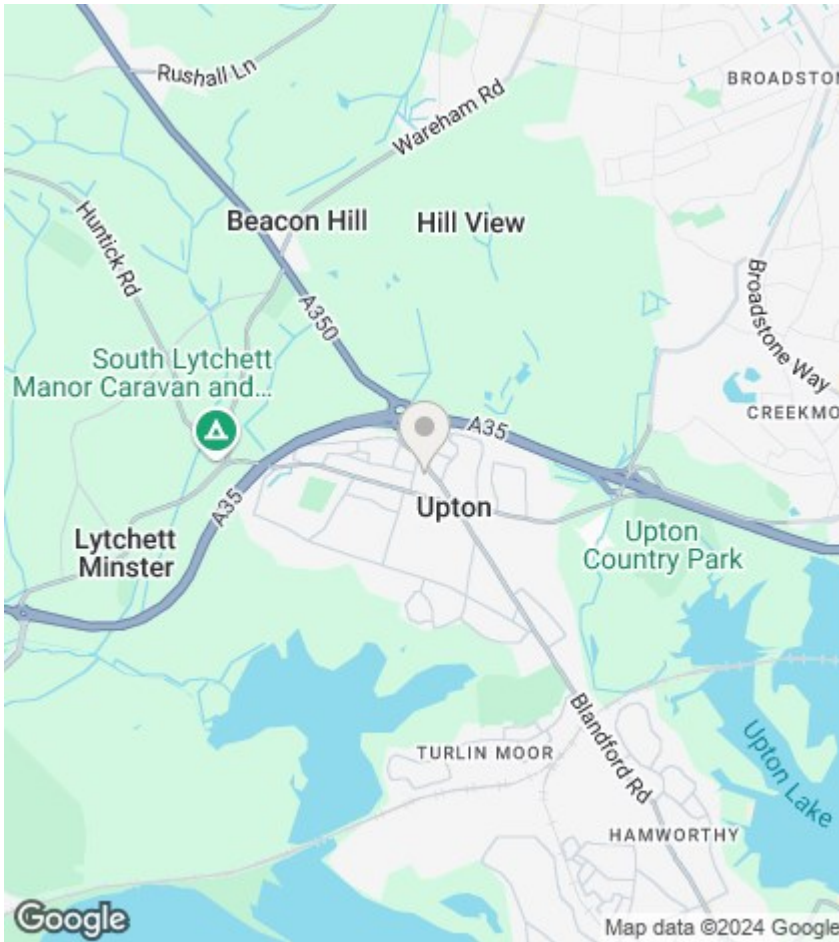 Rushall Ln
BROADSTON
Wareham Rd
Beacon Hill
Hill View
Huntick Rd
A350
Broadstone Way
South Lytchett
Manor Caravan and...
A35
CREEKMO
A35
Upton
Lytchett
Minster
Upton
Country Park
Blandford Rd
Upton Lake
TURLIN MOOR
HAMWORTHY
Google
Map data ©2024 Google